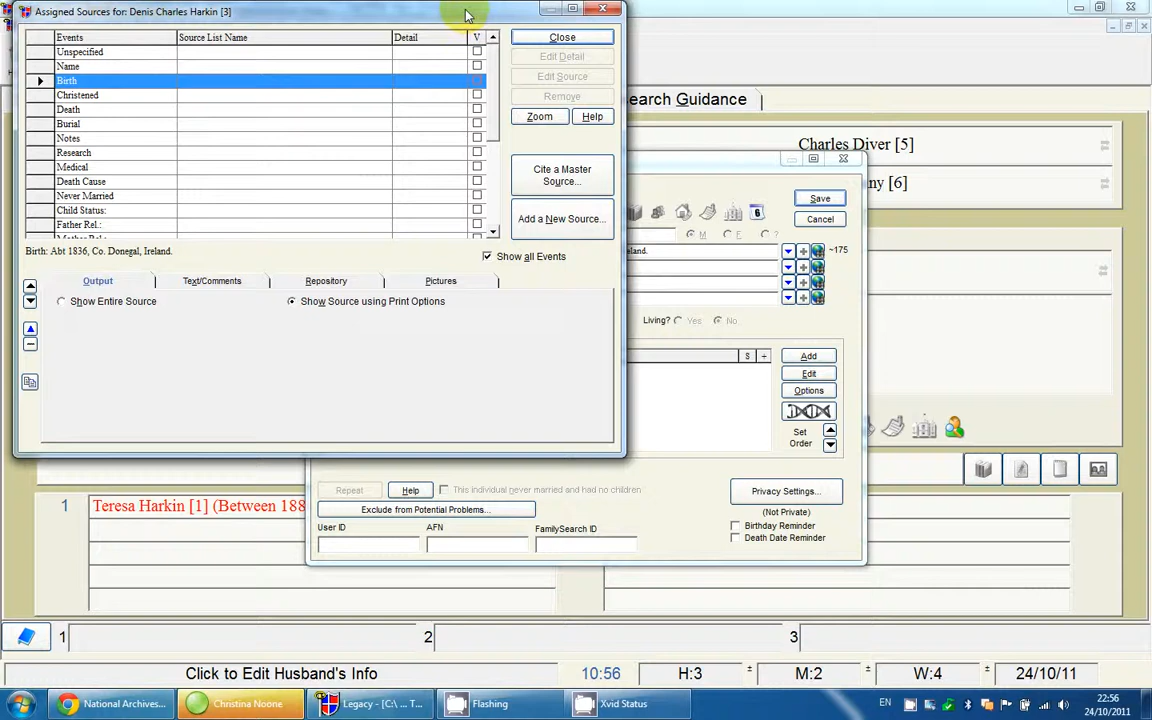 Assigned Sources for: Denis Charles Harkin [3]
Events Source List Name Detail V
Unspecified
Name
Birth
Christened
Death
Burial
Notes
Research
Medical
Death Cause
Never Married
Child Status:
Father Rel.:
Close
Edit Detail
Edit Source
Remove
Zoom Help
Cite a Master
Source...
Add a New Source...
Birth: Abt 1836, Co. Donegal, Ireland.
Show all Events
Output Text/Comments Repository Pictures
Show Entire Source Show Source using Print Options
earch Guidance
Charles Diver [5]
ny [6]
Save
Cancel
6
M F ?
eland.
~175
Living? Yes No
S +
Add
Edit
Options
Set
Order
Repeat Help This individual never married and had no children
Exclude from Potential Problems...
Privacy Settings...
(Not Private)
User ID AFN FamilySearch ID
Birthday Reminder
Death Date Reminder
1 Teresa Harkin [1] (Between 188
1 2 3
Click to Edit Husband's Info 10:56 H:3 M:2 W:4 24/10/11
National Archives... Christina Noone Legacy - [C:\ ... T... Flashing Xvid Status EN 22:56
24/10/2011